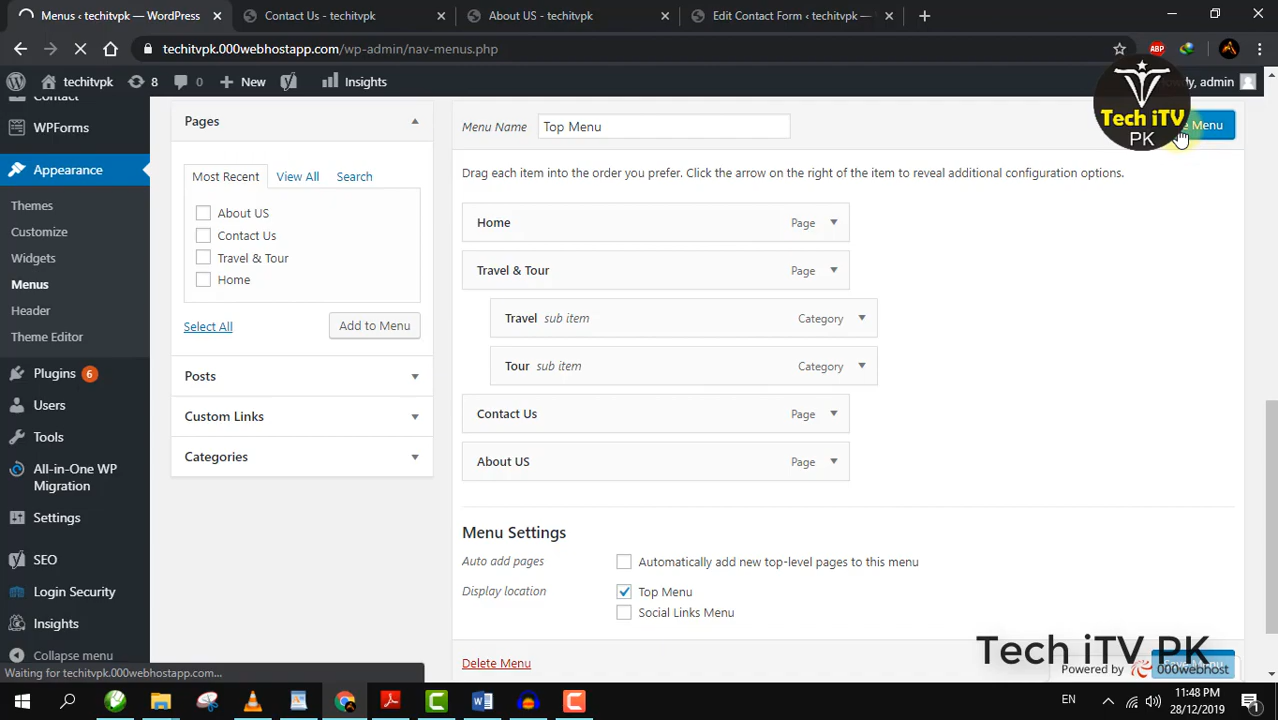 Menus ‹ techitvpk — WordPress
Contact Us - techitvpk
About US - techitvpk
Edit Contact Form ‹ techitvpk —
techitvpk.000webhostapp.com/wp-admin/nav-menus.php
ABP
techitvpk
8
0
New
Insights
dy, admin
Tech iTV
PK
Contact
WPForms
Appearance
Themes
Customize
Widgets
Menus
Header
Theme Editor
Plugins 6
Users
Tools
All-in-One WP
Migration
Settings
SEO
Login Security
Insights
Collapse menu
Pages
Most Recent
View All
Search
About US
Contact Us
Travel & Tour
Home
Select All
Add to Menu
Posts
Custom Links
Categories
Menu Name
Top Menu
Menu
Drag each item into the order you prefer. Click the arrow on the right of the item to reveal additional configuration options.
Home Page
Travel & Tour Page
Travel sub item Category
Tour sub item Category
Contact Us Page
About US Page
Menu Settings
Auto add pages
Automatically add new top-level pages to this menu
Display location
Top Menu
Social Links Menu
Delete Menu
Tech iTV PK
Powered by 000webhost
Waiting for techitvpk.000webhostapp.com...
EN
11:48 PM
28/12/2019